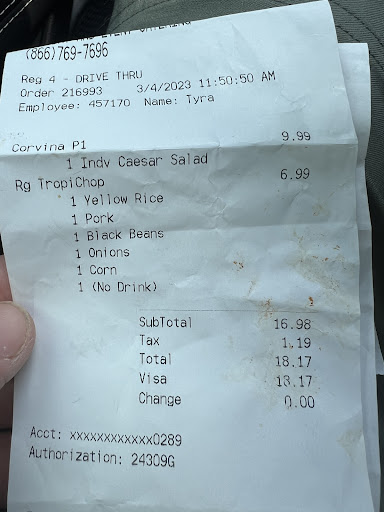 (866)769-7696
Reg 4 - DRIVE THRU
Order 216993 3/4/2023 11:50:50 AM
Employee: 457170 Name: Tyra
Corvina P1 9.99
1 Indv Caesar Salad
Rg TropiChop 6.99
1 Yellow Rice
1 Pork
1 Black Beans
1 Onions
1 Corn
1 (No Drink)
SubTotal 16.98
Tax 1.19
Total 18.17
Visa 18.17
Change 0.00
Acct: xxxxxxxxxxxx0289
Authorization: 24309G